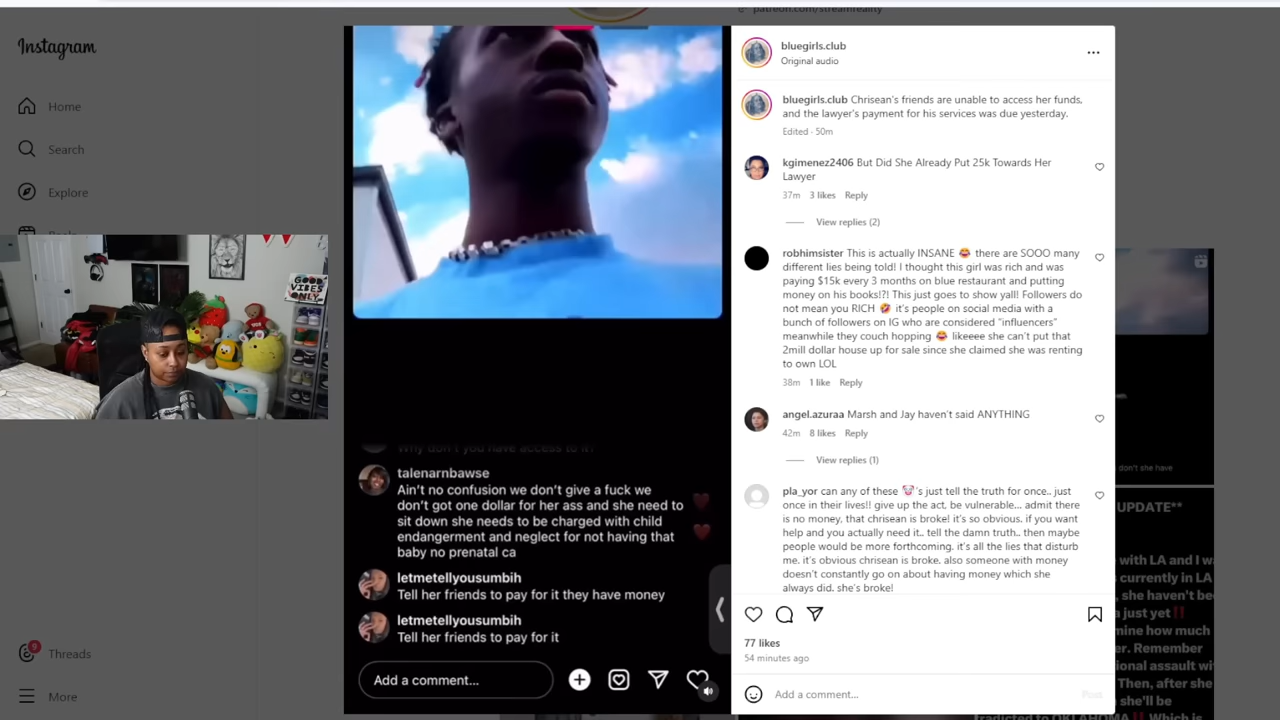 patreon.com/streamreality
Instagram
Home
Search
Explore
GOOD
VIBES
ONLY
Threads
More
Why don't you have access to it?
talenarnbawse
Ain't no confusion we don't give a fuck we
don't got one dollar for her ass and she need to
sit down she needs to be charged with child
endangerment and neglect for not having that
baby no prenatal ca
letmetellyousumbih
Tell her friends to pay for it they have money
letmetellyousumbih
Tell her friends to pay for it
Add a comment...
bluegirls.club
Original audio
bluegirls.club Chrisean's friends are unable to access her funds,
and the lawyer's payment for his services was due yesterday.
Edited · 50m
kgimenez2406 But Did She Already Put 25k Towards Her
Lawyer
37m 3 likes Reply
View replies (2)
robhimsister This is actually INSANE 😂 there are SOOO many
different lies being told! I thought this girl was rich and was
paying $15k every 3 months on blue restaurant and putting
money on his books!?! This just goes to show yall! Followers do
not mean you RICH 🤣 it's people on social media with a
bunch of followers on IG who are considered "influencers"
meanwhile they couch hopping 😂 likeeee she can't put that
2mill dollar house up for sale since she claimed she was renting
to own LOL
38m 1 like Reply
angel.azuraa Marsh and Jay haven't said ANYTHING
42m 8 likes Reply
View replies (1)
pla_yor can any of these 🤡's just tell the truth for once.. just
once in their lives!! give up the act, be vulnerable... admit there
is no money, that chrisean is broke! it's so obvious. if you want
help and you actually need it.. tell the damn truth.. then maybe
people would be more forthcoming. it's all the lies that disturb
me. it's obvious chrisean is broke. also someone with money
doesn't constantly go on about having money which she
always did. she's broke!
77 likes
54 minutes ago
Add a comment...
Post
don't she have
UPDATE**
with LA and I w
currently in LA
she haven't be
just yet‼️
mine how much
er. Remember
ional assault wi
Then, after she
she'll be
tradicted to OKLAHOMA‼️ Which is